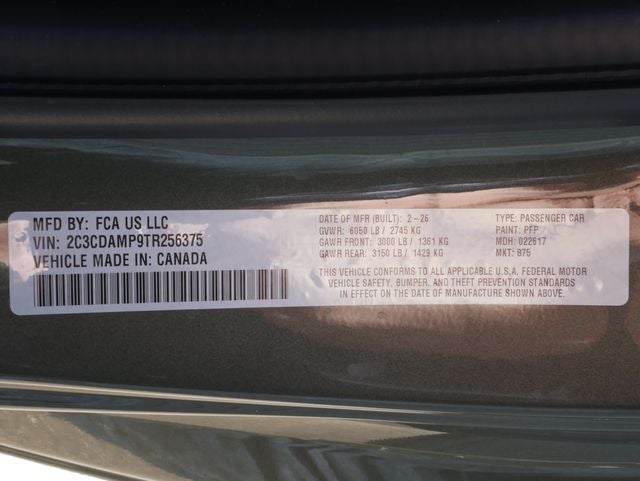 MFD BY: FCA US LLC
VIN: 2C3CDAMP9TR256375
VEHICLE MADE IN: CANADA
DATE OF MFR (BUILT): 2-26
GVWR: 6050 LB / 2745 KG
GAWR FRONT: 3000 LB / 1361 KG
GAWR REAR: 3150 LB / 1429 KG
TYPE: PASSENGER CAR
PAINT: PFP
MDH: 022617
MKT: 875
THIS VEHICLE CONFORMS TO ALL APPLICABLE U.S.A. FEDERAL MOTOR
VEHICLE SAFETY, BUMPER, AND THEFT PREVENTION STANDARDS
IN EFFECT ON THE DATE OF MANUFACTURE SHOWN ABOVE.